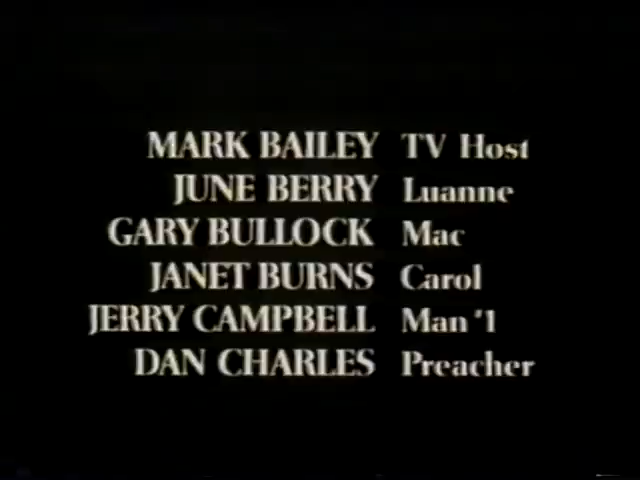 MARK BAILEY TV Host
JUNE BERRY Luanne
GARY BULLOCK Mac
JANET BURNS Carol
JERRY CAMPBELL Man '1
DAN CHARLES Preacher